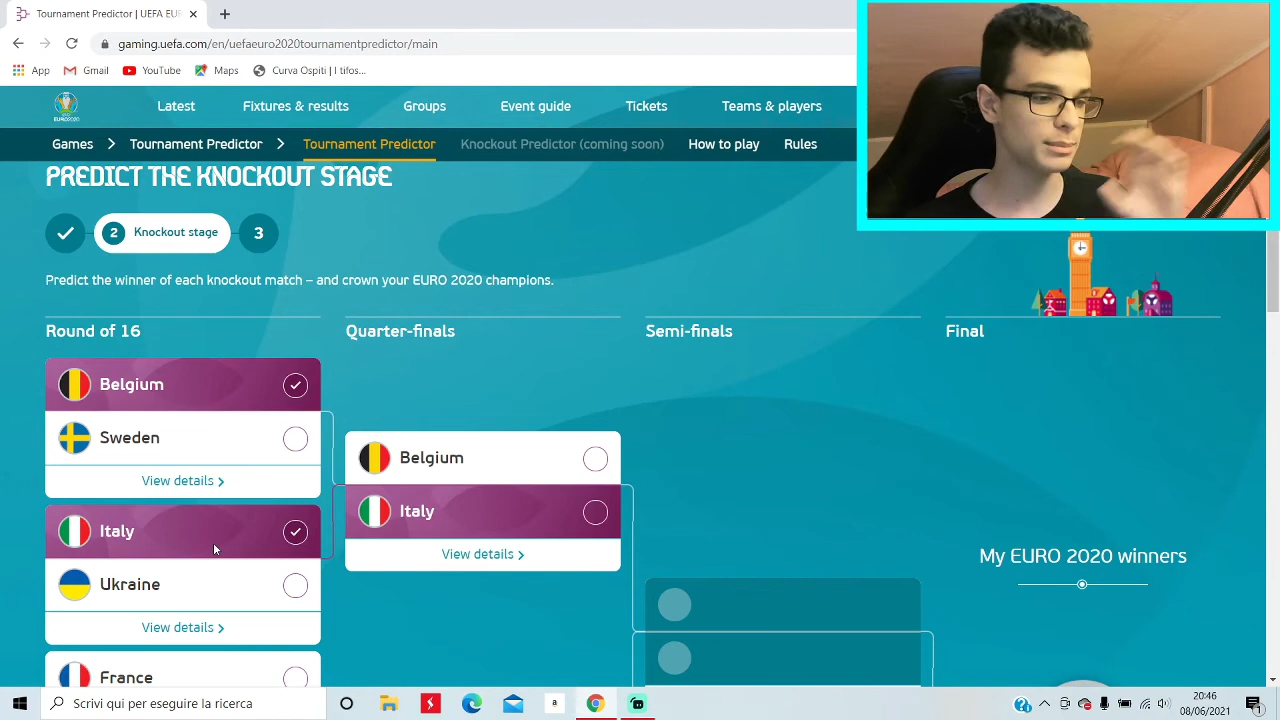 Tournament Predictor | UEFA EUR
gaming.uefa.com/en/uefaeuro2020tournamentpredictor/main
App Gmail YouTube Maps Curva Ospiti | I tifos...
EURO2020
Latest Fixtures & results Groups Event guide Tickets Teams & players
Games Tournament Predictor Tournament Predictor Knockout Predictor (coming soon) How to play Rules
PREDICT THE KNOCKOUT STAGE
2 Knockout stage 3
Predict the winner of each knockout match – and crown your EURO 2020 champions.
Round of 16 Quarter-finals Semi-finals Final
Belgium
Sweden
View details
Italy
Ukraine
View details
France
Belgium
Italy
View details
My EURO 2020 winners
Scrivi qui per eseguire la ricerca
a
20:46
08/06/2021
1